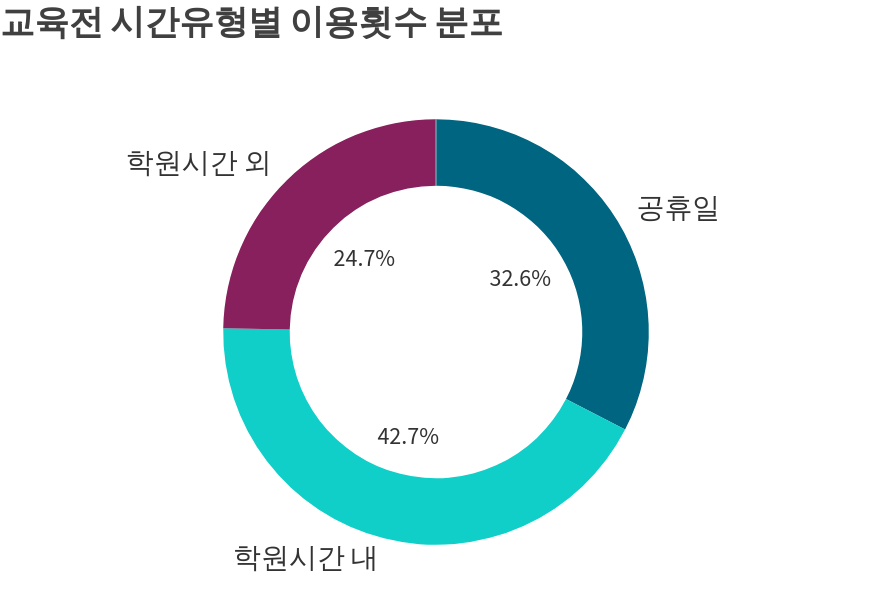 교육전 시간유형별 이용횟수 분포
학원시간 외
공휴일
24.7%
32.6%
42.7%
학원시간 내